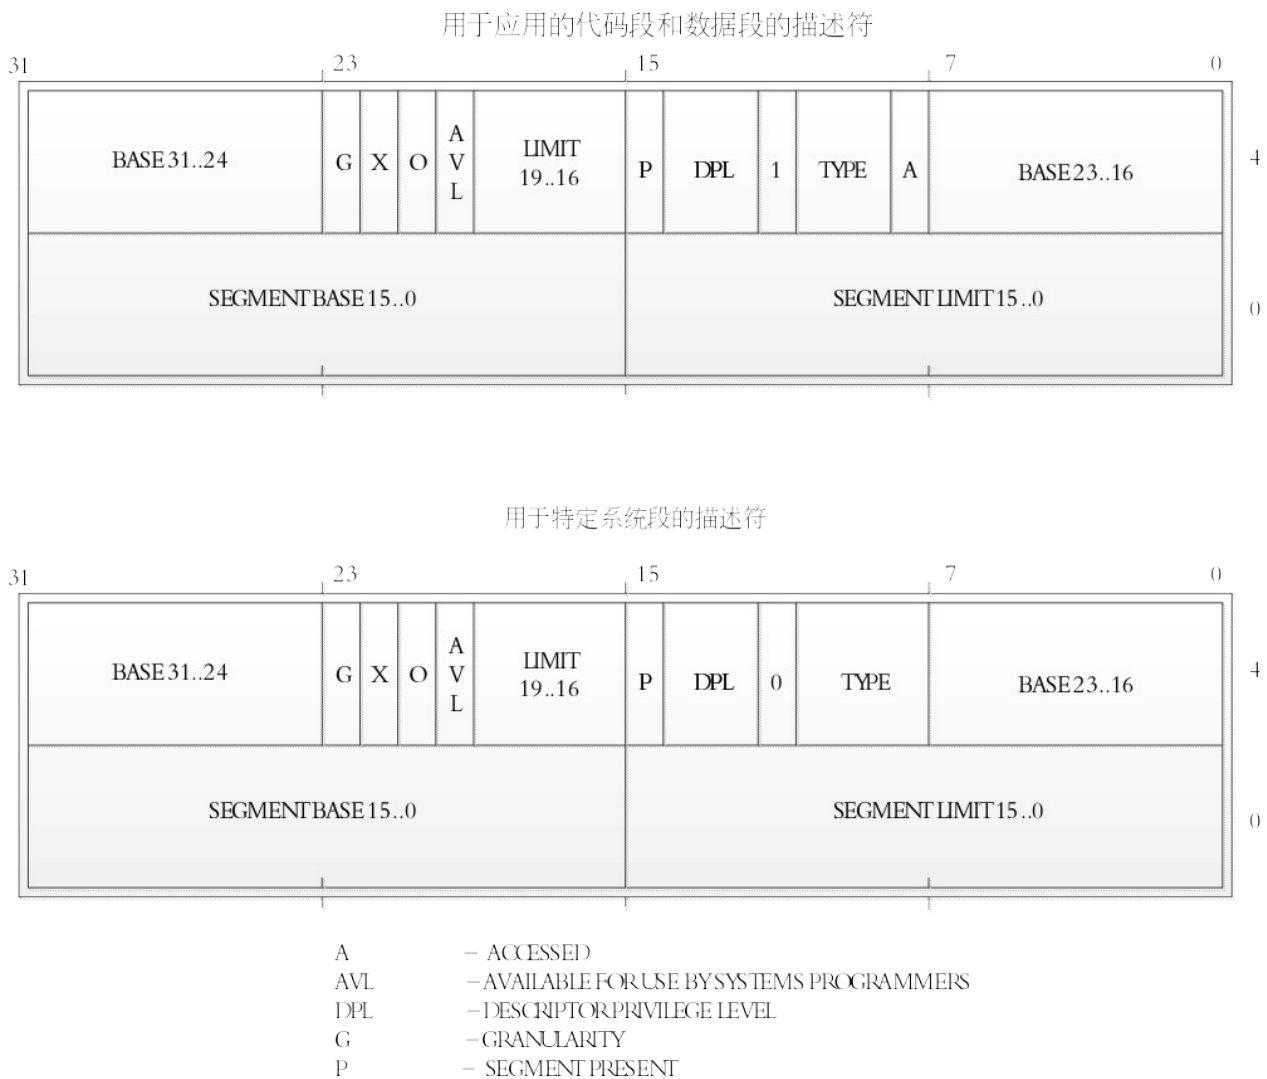 用于应用的代码段和数据段的描述符
31 23 15 7 0
BASE 31..24 G X O AVL LIMIT 19..16 P DPL 1 TYPE A BASE 23..16 4
SEGMENT BASE 15..0 SEGMENT LIMIT 15..0 0
用于特定系统段的描述符
31 23 15 7 0
BASE 31..24 G X O AVL LIMIT 19..16 P DPL 0 TYPE BASE 23..16 4
SEGMENT BASE 15..0 SEGMENT LIMIT 15..0 0
A – ACCESSED
AVL – AVAILABLE FOR USE BY SYSTEMS PROGRAMMERS
DPL – DESCRIPTOR PRIVILEGE LEVEL
G – GRANULARITY
P – SEGMENT PRESENT